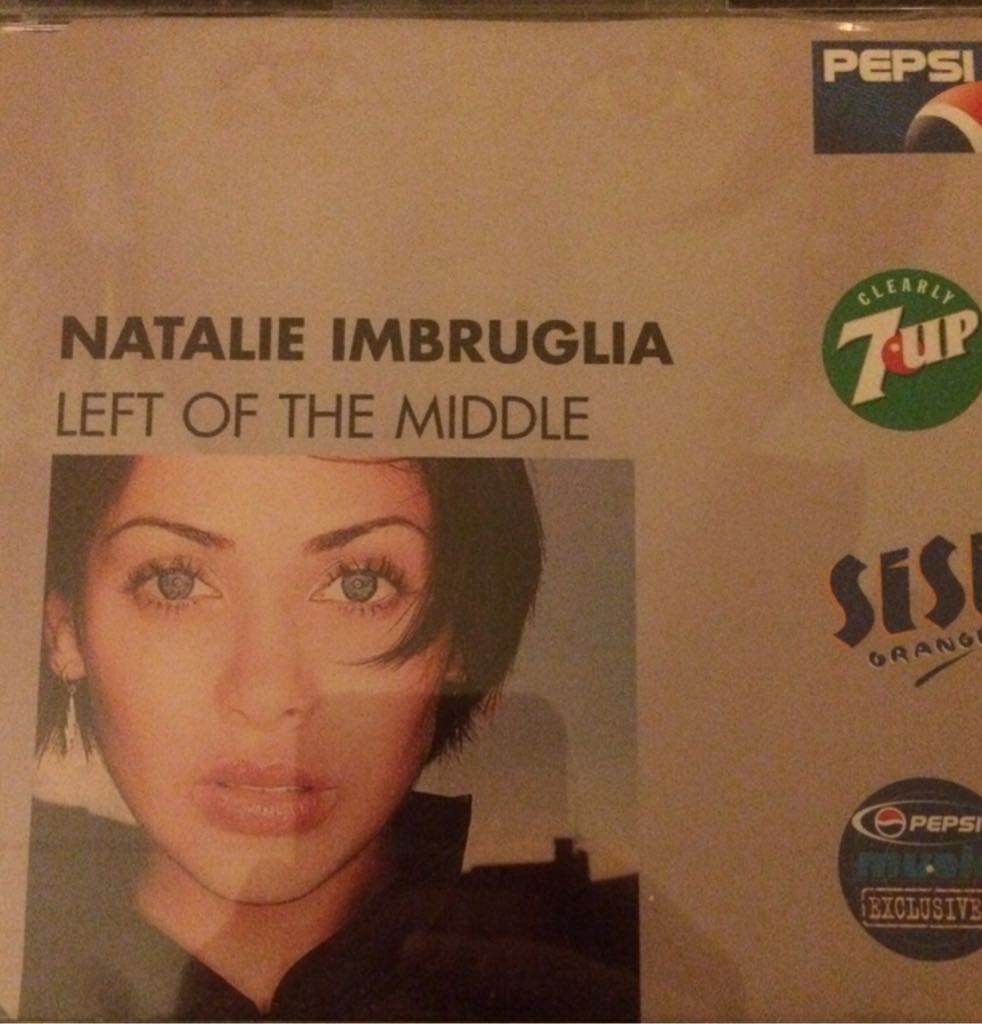 PEPSI
CLEARLY
7UP
NATALIE IMBRUGLIA
LEFT OF THE MIDDLE
PEPSI
EXCLUSIVE